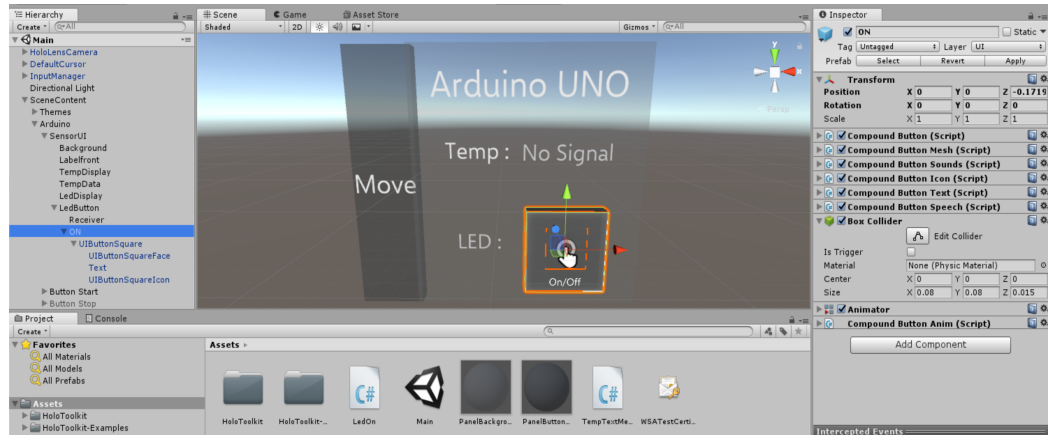 Hierarchy
Create
All
Main
HoloLensCamera
DefaultCursor
InputManager
Directional Light
SceneContent
Themes
Arduino
SensorUI
Background
Labelfront
TempDisplay
TempData
LedDisplay
LedButton
Receiver
ON
UIButtonSquare
UIButtonSquareFace
Text
UIButtonSquareIcon
Button Start
Button Stop
Scene Game Asset Store
Shaded 2D Gizmos All
Arduino UNO
Temp : No Signal
Move
LED :
On/Off
y
x
Persp
Inspector
ON Static
Tag Untagged Layer UI
Prefab Select Revert Apply
Transform
Position X 0 Y 0 Z -0.1719
Rotation X 0 Y 0 Z 0
Scale X 1 Y 1 Z 1
Compound Button (Script)
Compound Button Mesh (Script)
Compound Button Sounds (Script)
Compound Button Icon (Script)
Compound Button Text (Script)
Compound Button Speech (Script)
Box Collider
Edit Collider
Is Trigger
Material None (Physic Material)
Center X 0 Y 0 Z 0
Size X 0.08 Y 0.08 Z 0.015
Animator
Compound Button Anim (Script)
Add Component
Intercepted Events
Project Console
Create
Favorites
All Materials
All Models
All Prefabs
Assets
HoloToolkit
HoloToolkit-Examples
Assets
C#
C#
HoloToolkit HoloToolkit-... LedOn Main PanelBackgro... PanelButton... TempTextMe... WSATestCerti...